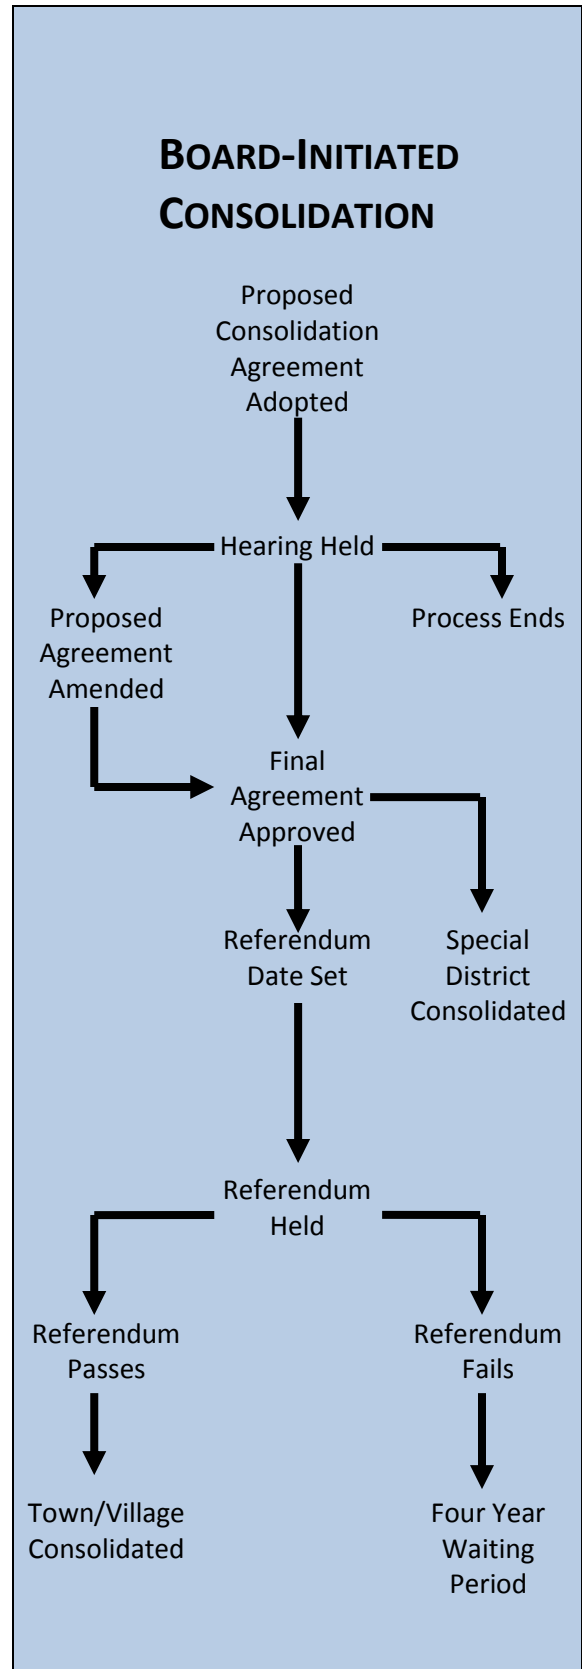 BOARD-INITIATED
CONSOLIDATION
Proposed
Consolidation
Agreement
Adopted
Hearing Held
Proposed
Agreement
Amended
Process Ends
Final
Agreement
Approved
Referendum
Date Set
Special
District
Consolidated
Referendum
Held
Referendum
Passes
Referendum
Fails
Town/Village
Consolidated
Four Year
Waiting
Period